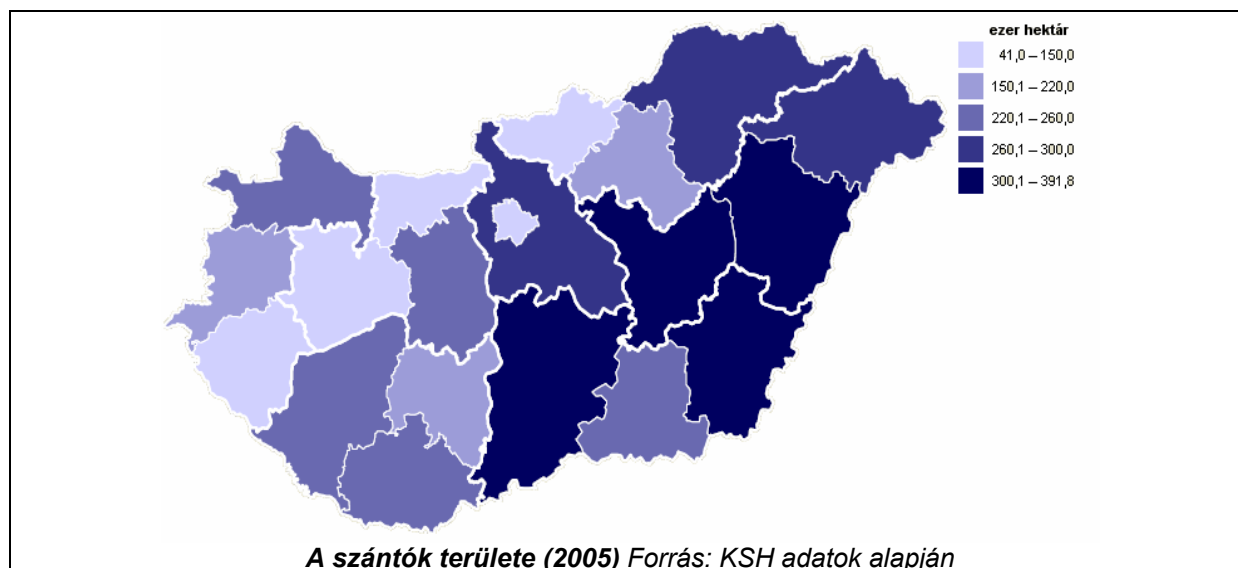 ezer hektár
41,0 – 150,0
150,1 – 220,0
220,1 – 260,0
260,1 – 300,0
300,1 – 391,8
A szántók területe (2005) Forrás: KSH adatok alapján